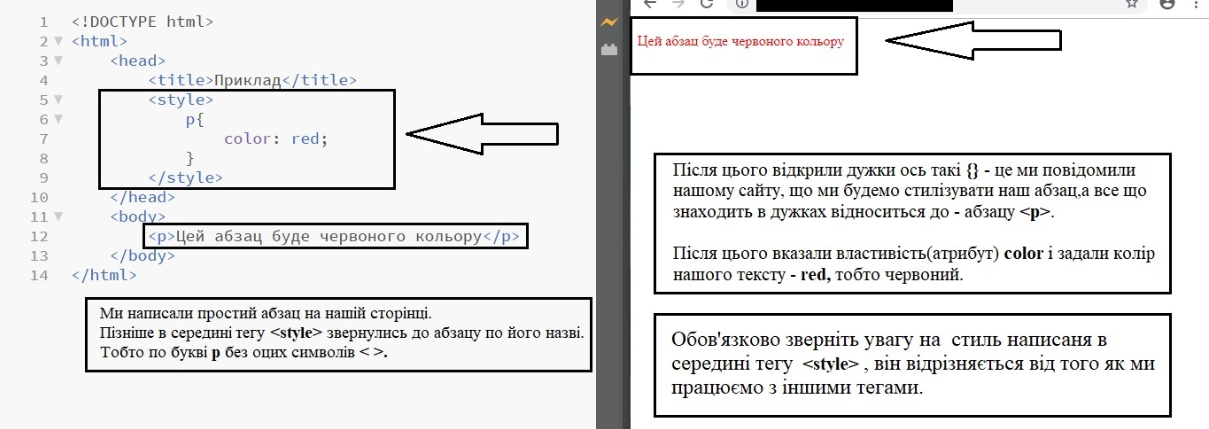 1 <!DOCTYPE html>
2 <html>
3 <head>
4 <title>Приклад</title>
5 <style>
6 p{
7 color: red;
8 }
9 </style>
10 </head>
11 <body>
12 <p>Цей абзац буде червоного кольору</p>
13 </body>
14 </html>
Ми написали простий абзац на нашій сторінці.
Пізніше в середині тегу <style> звернулись до абзацу по його назві.
Тобто по букві p без оцих символів < >.
Цей абзац буде червоного кольору
Після цього відкрили дужки ось такі {} - це ми повідомили
нашому сайту, що ми будемо стилізувати наш абзац,а все що
знаходить в дужках відноситься до - абзацу <p>.
Після цього вказали властивість(атрибут) color і задали колір
нашого тексту - red, тобто червоний.
Обов'язково зверніть увагу на стиль написаня в
середині тегу <style> , він відрізняється від того як ми
працюємо з іншими тегами.